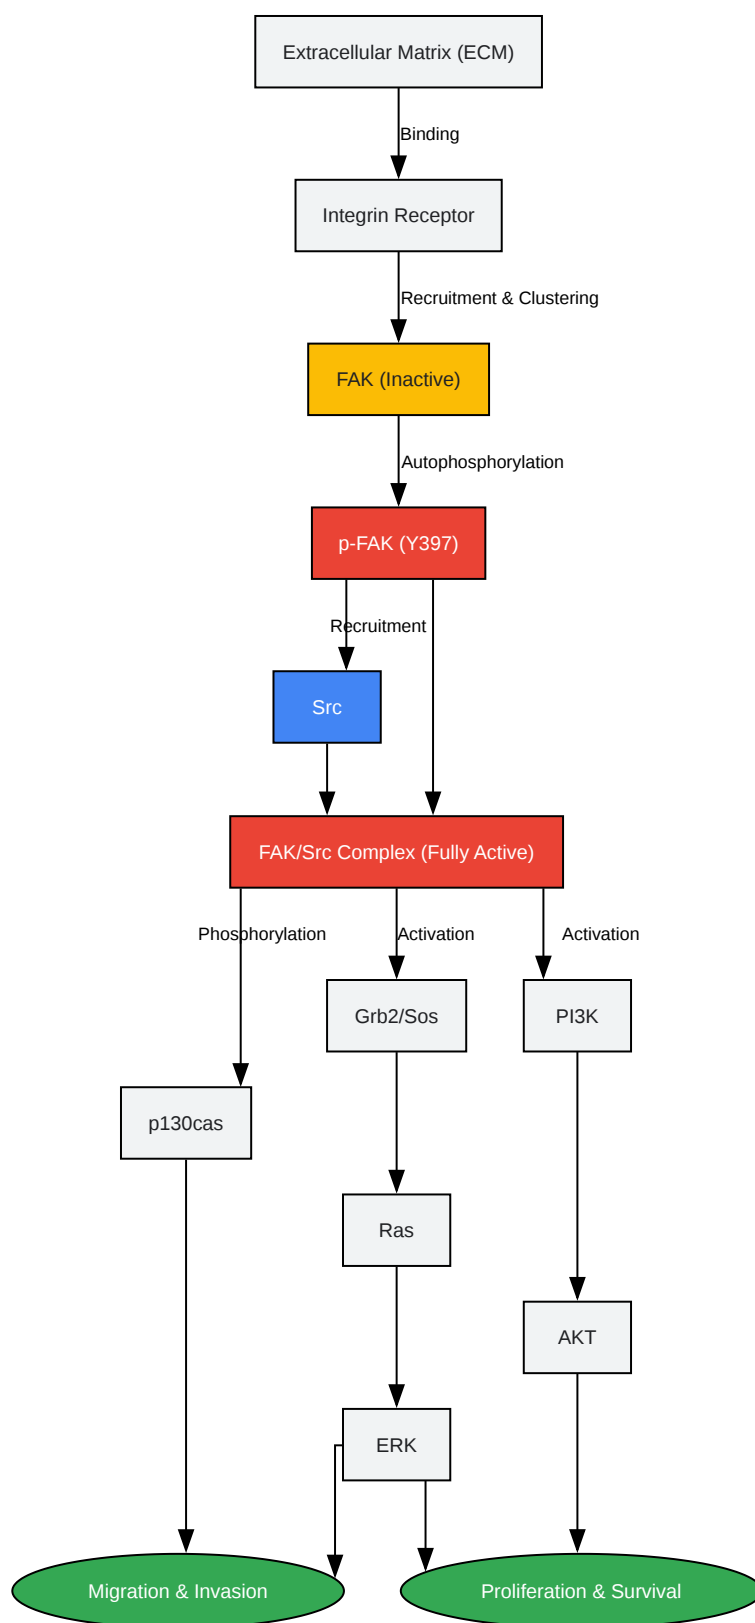 Extracellular Matrix (ECM)
Binding
Integrin Receptor
Recruitment & Clustering
FAK (Inactive)
Autophosphorylation
p-FAK (Y397)
Recruitment
Src
FAK/Src Complex (Fully Active)
Phosphorylation
Activation
Activation
Grb2/Sos
PI3K
p130cas
Ras
AKT
ERK
Migration & Invasion
Proliferation & Survival